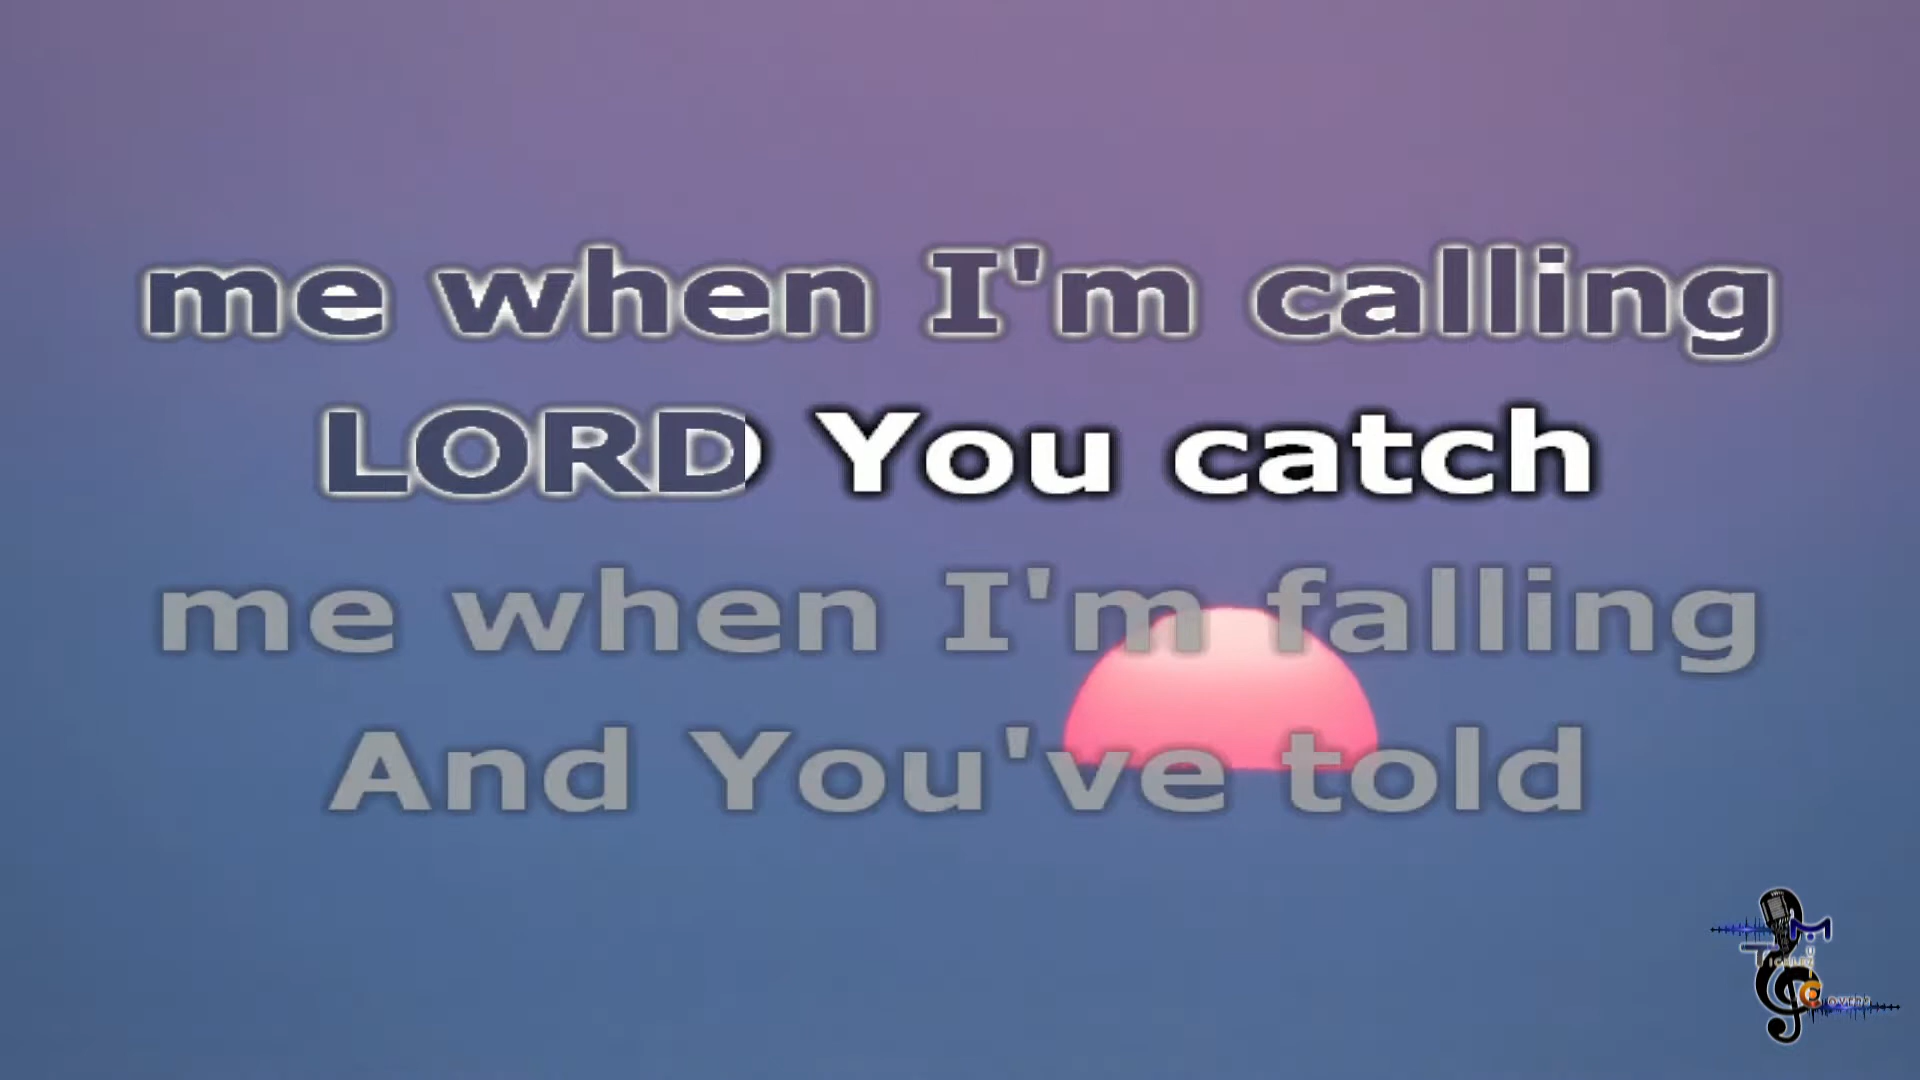 me when I'm calling
LORD You catch
me when I'm falling
And You've told